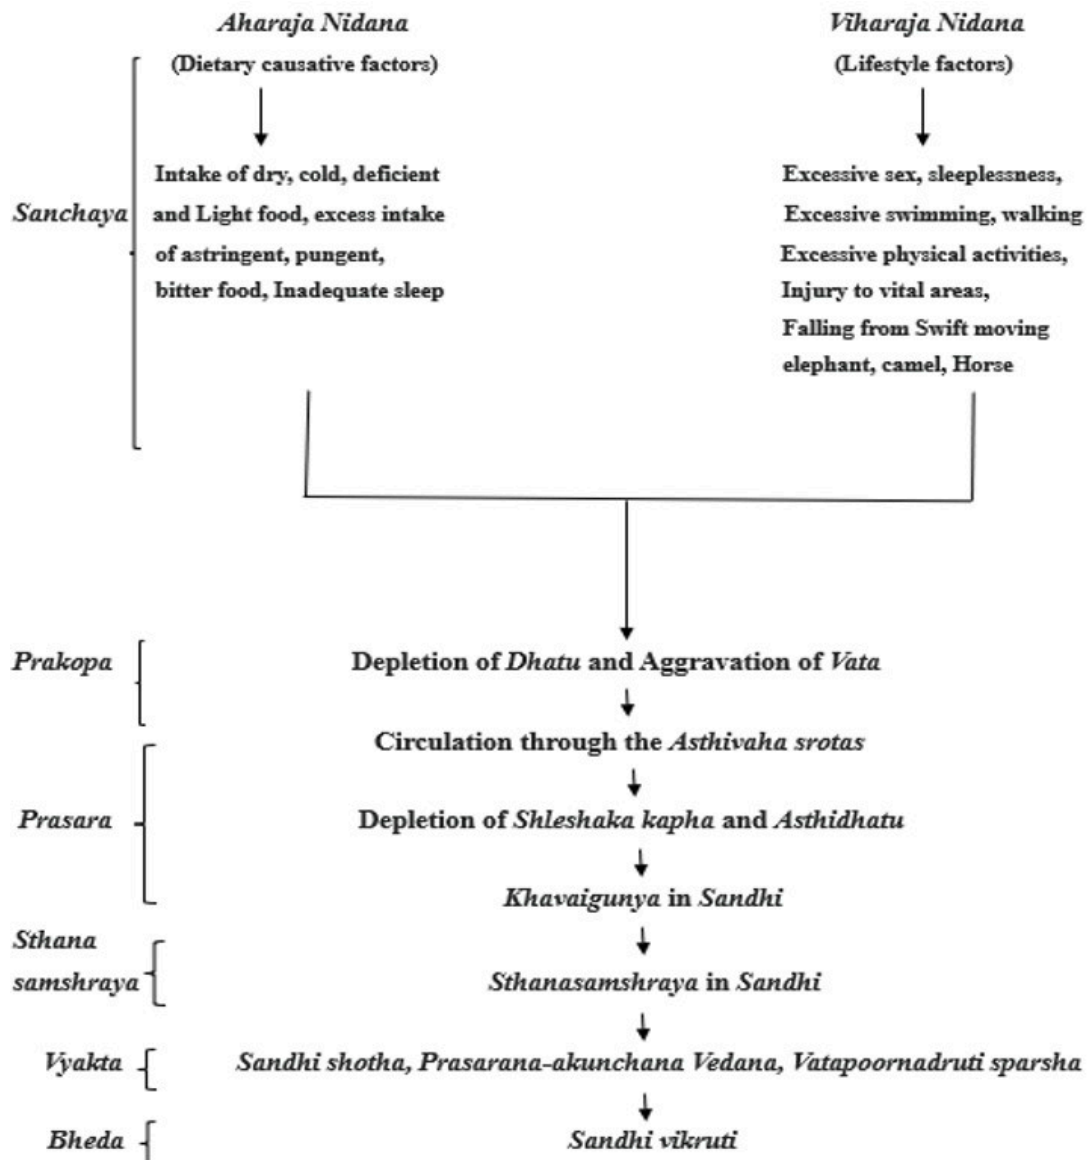 Aharaja Nidana
(Dietary causative factors)
Viharaja Nidana
(Lifestyle factors)
Sanchaya
Intake of dry, cold, deficient
and Light food, excess intake
of astringent, pungent,
bitter food, Inadequate sleep
Excessive sex, sleeplessness,
Excessive swimming, walking
Excessive physical activities,
Injury to vital areas,
Falling from Swift moving
elephant, camel, Horse
Prakopa
Depletion of Dhatu and Aggravation of Vata
Prasara
Circulation through the Asthivaha srotas
Depletion of Shleshaka kapha and Asthidhatu
Khavaigunya in Sandhi
Sthana
samshraya
Sthanasamshraya in Sandhi
Vyakta
Sandhi shotha, Prasarana-akunchana Vedana, Vatapoornadruti sparsha
Bheda
Sandhi vikruti